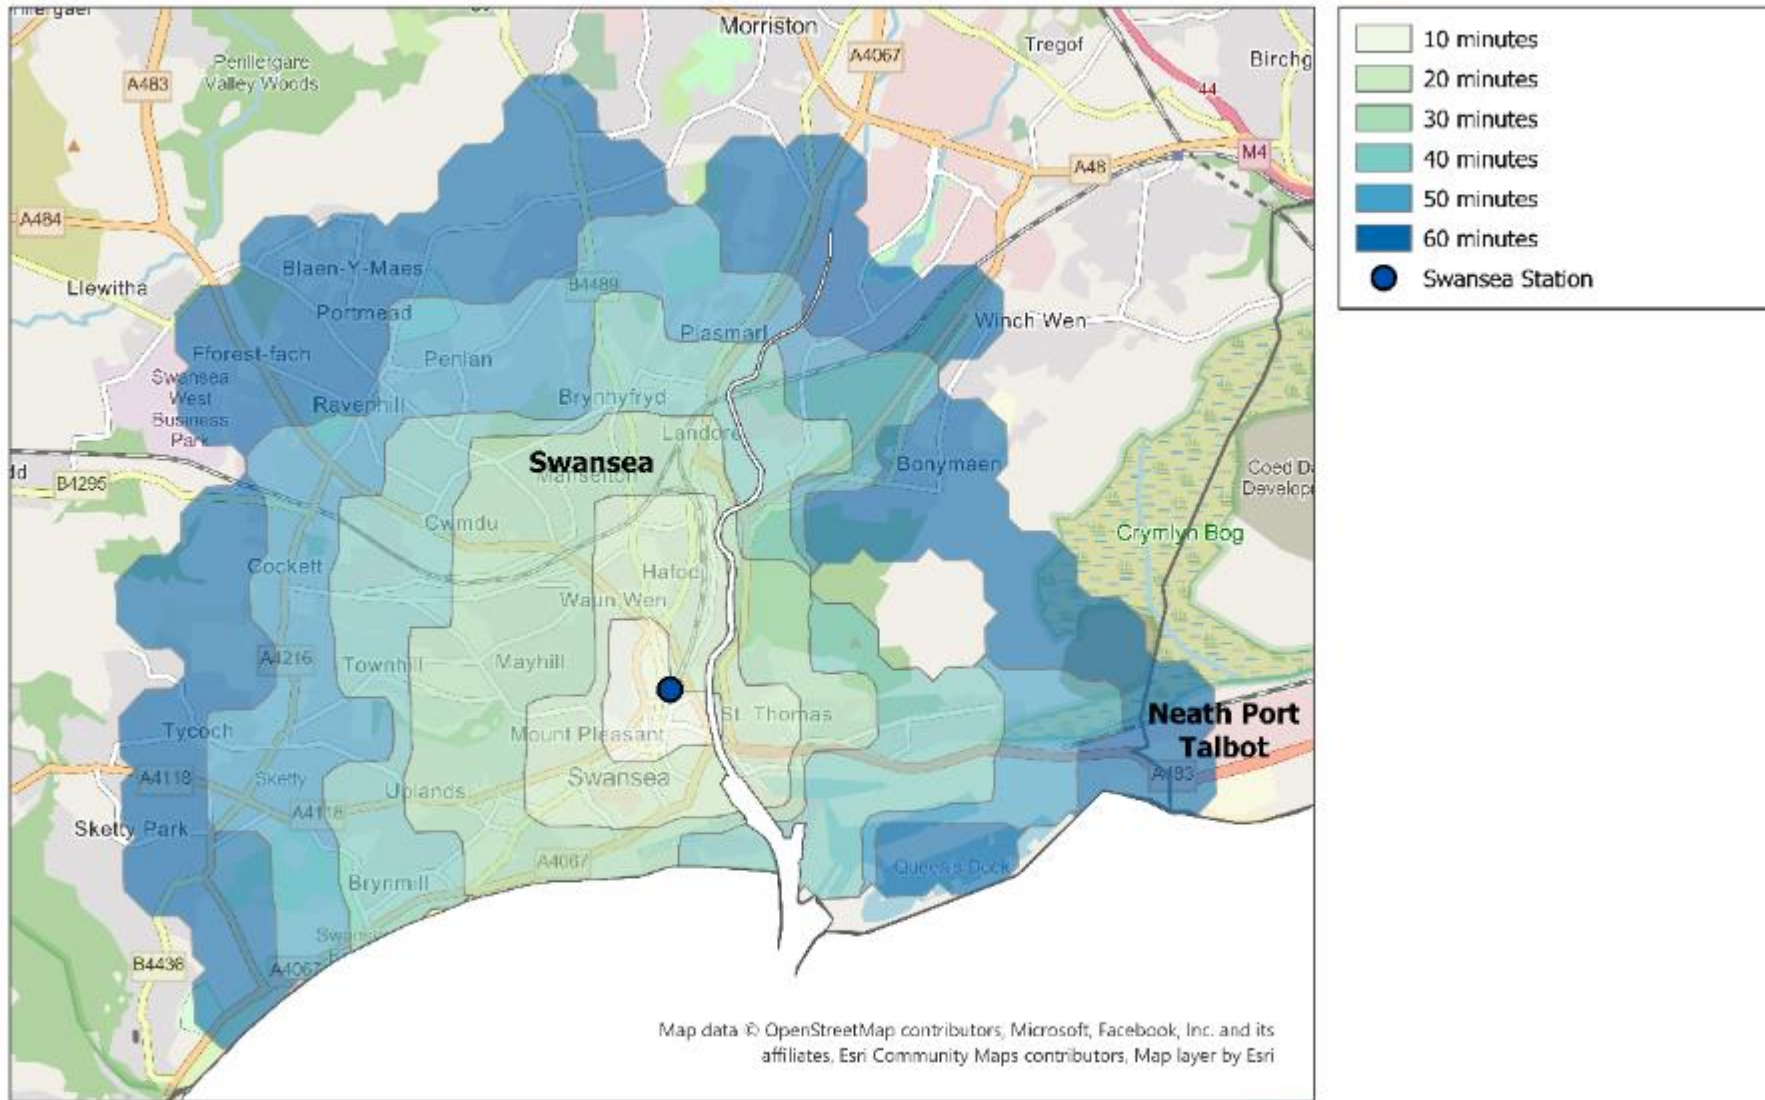 Morriston
Tregof
Birchg
A4067
A483
Penllergare
Valley Woods
44
M4
A48
A484
Llewitha
Blaen-Y-Maes
B4489
Portmead
Plasmarl
Winch Wen
Fforest-fach
Penlan
Swansea
West
Business
Park
Ravenhill
Brynhyfryd
Landore
Swansea
Manselton
Bonymaen
Coed Da
Developm
B4295
Cwmdu
Crymlyn Bog
Cockett
Hafod
Waun Wen
A4216
Townhill
Mayhill
St. Thomas
Neath Port
Talbot
Tycoch
Mount Pleasant
A4118
Sketty
Uplands
Swansea
A483
A4118
Sketty Park
A4067
Queen's Dock
Brynmill
B4436
A4067
Map data © OpenStreetMap contributors, Microsoft, Facebook, Inc. and its
affiliates, Esri Community Maps contributors, Map layer by Esri
10 minutes
20 minutes
30 minutes
40 minutes
50 minutes
60 minutes
Swansea Station